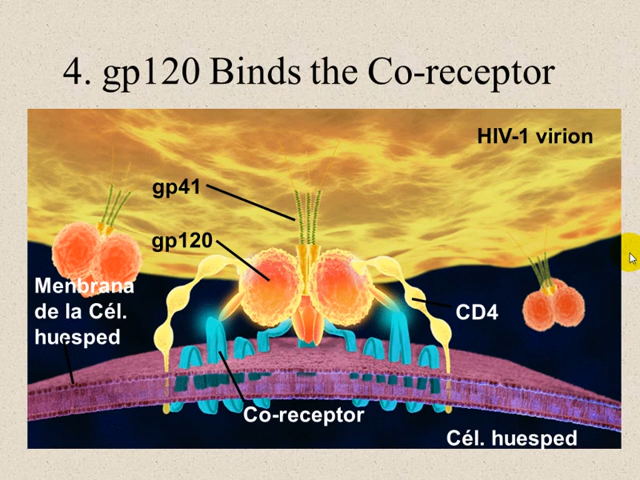 4. gp120 Binds the Co-receptor
HIV-1 virion
gp41
gp120
Menbrana
de la Cél.
huesped
CD4
Co-receptor
Cél. huesped